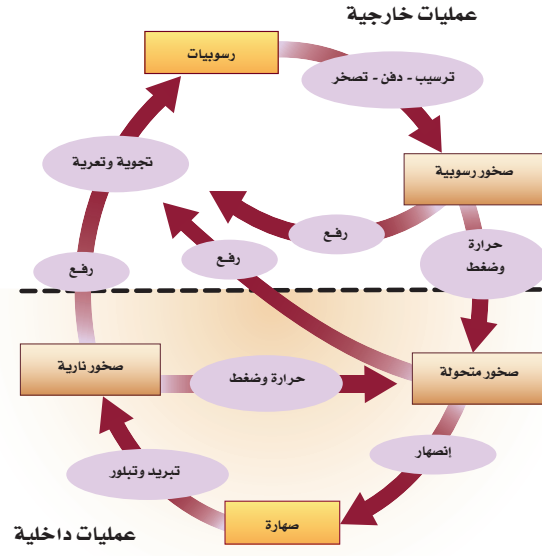 عمليات خارجية
رسوبيات
ترسيب - دفن - تصخر
تجوية وتعرية
صخور رسوبية
رفع
رفع
رفع
حرارة
وضغط
صخور نارية
حرارة وضغط
صخور متحولة
إنصهار
تبريد وتبلور
صهارة
عمليات داخلية